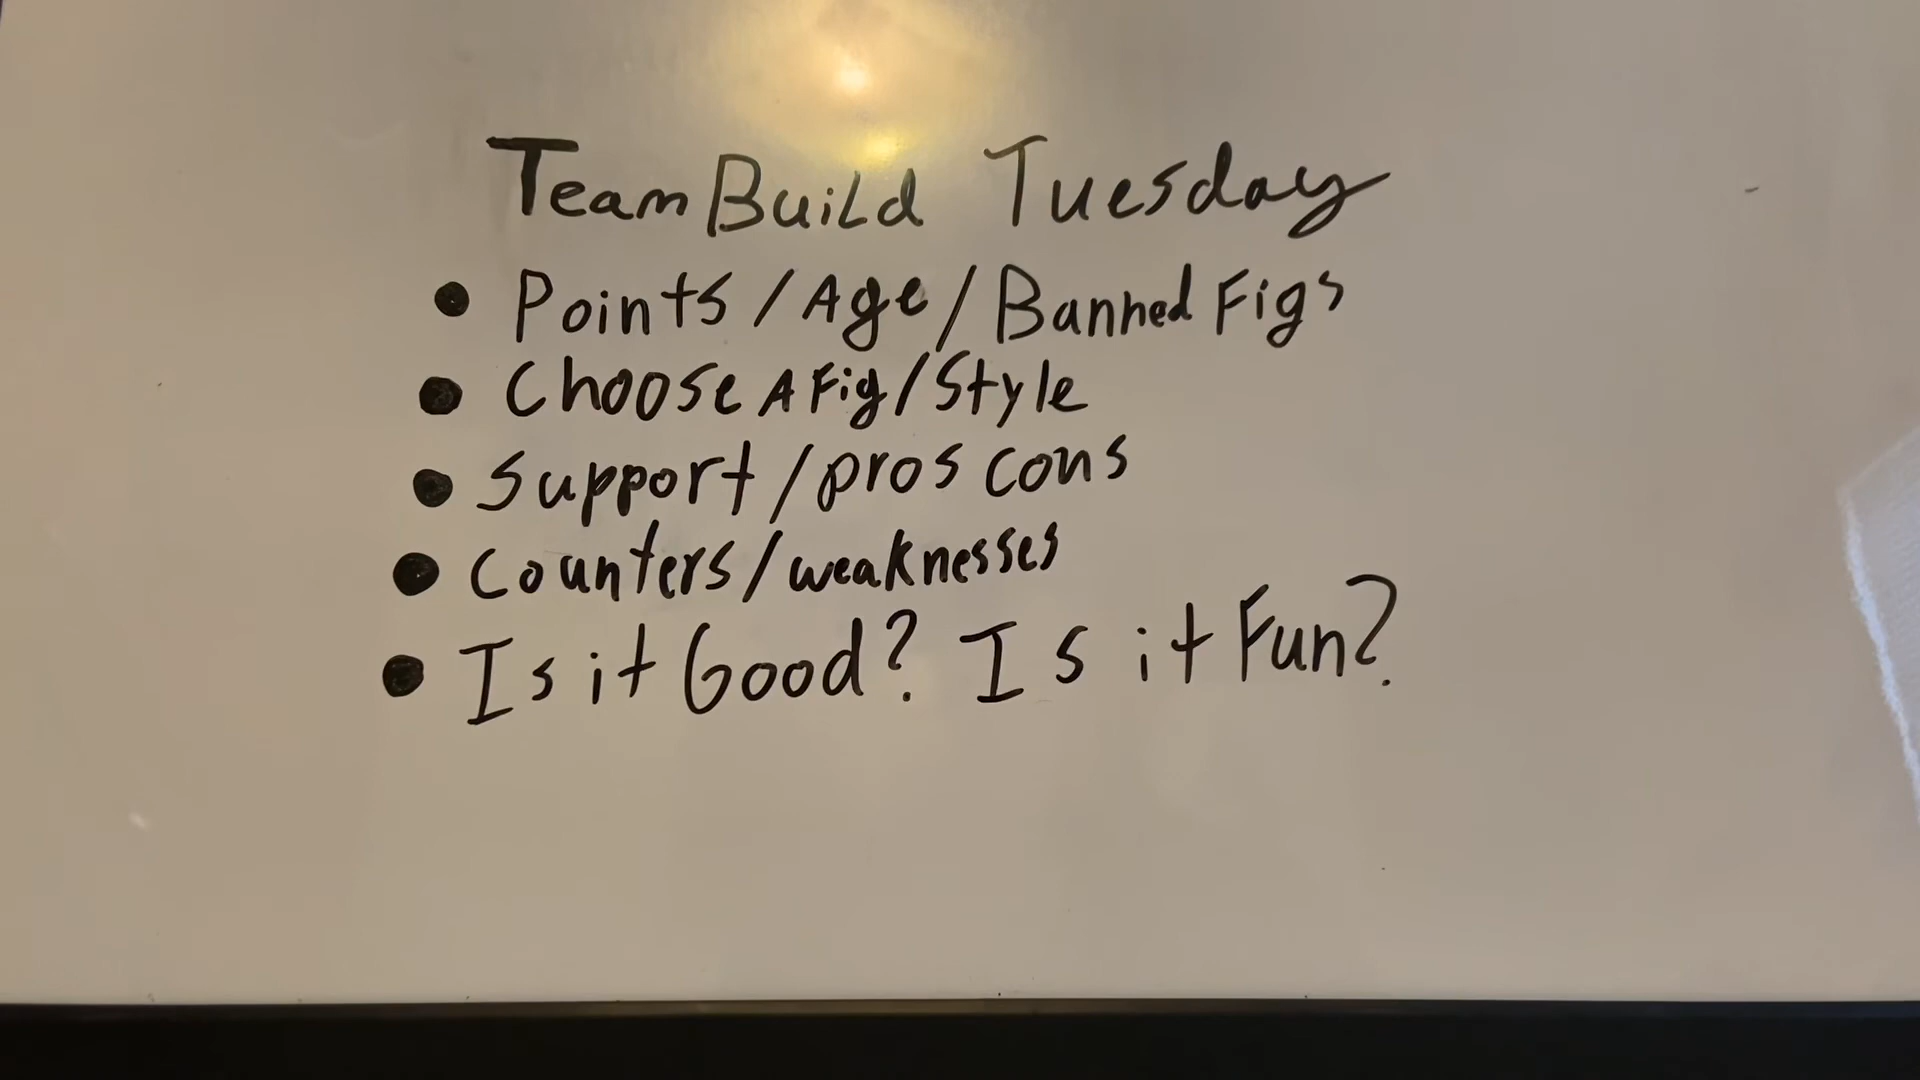 Team Build Tuesday
• Points/Age/Banned Figs
• Choose A Fig/Style
• Support/pros cons
• Counters/weaknesses
• Is it Good? Is it Fun?